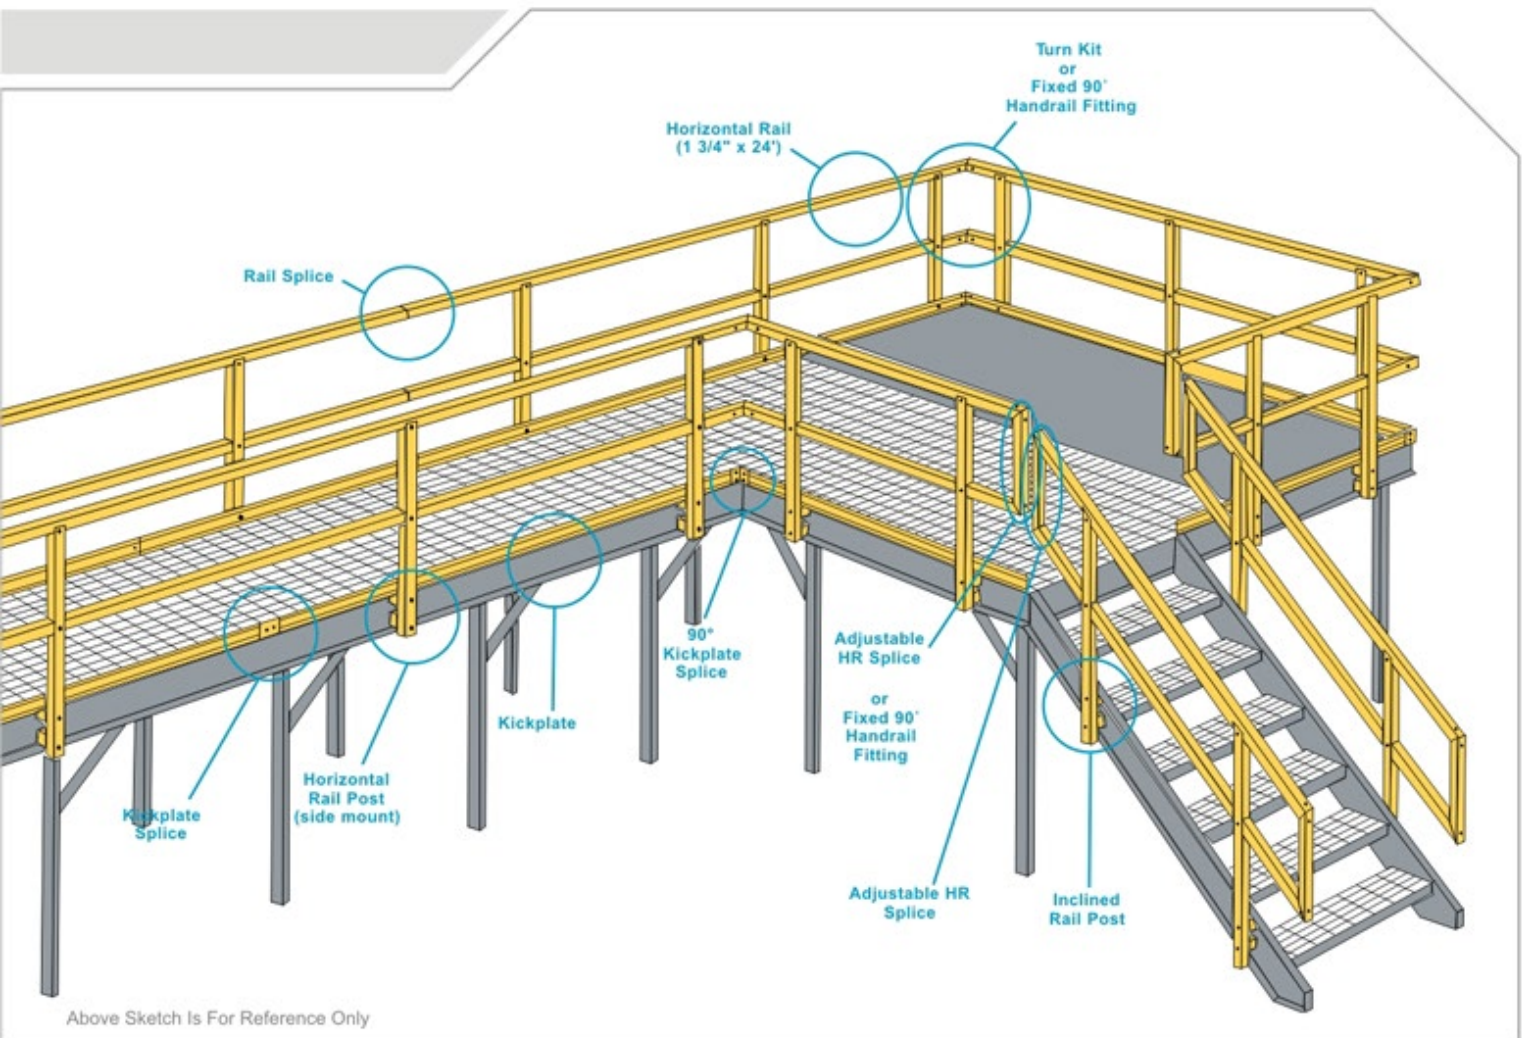 Turn Kit
or
Fixed 90°
Handrail Fitting
Horizontal Rail
(1 3/4" x 24')
Rail Splice
90°
Kickplate
Splice
Adjustable
HR Splice
or
Fixed 90°
Handrail
Fitting
Kickplate
Horizontal
Rail Post
(side mount)
Kickplate
Splice
Adjustable HR
Splice
Inclined
Rail Post
Above Sketch Is For Reference Only